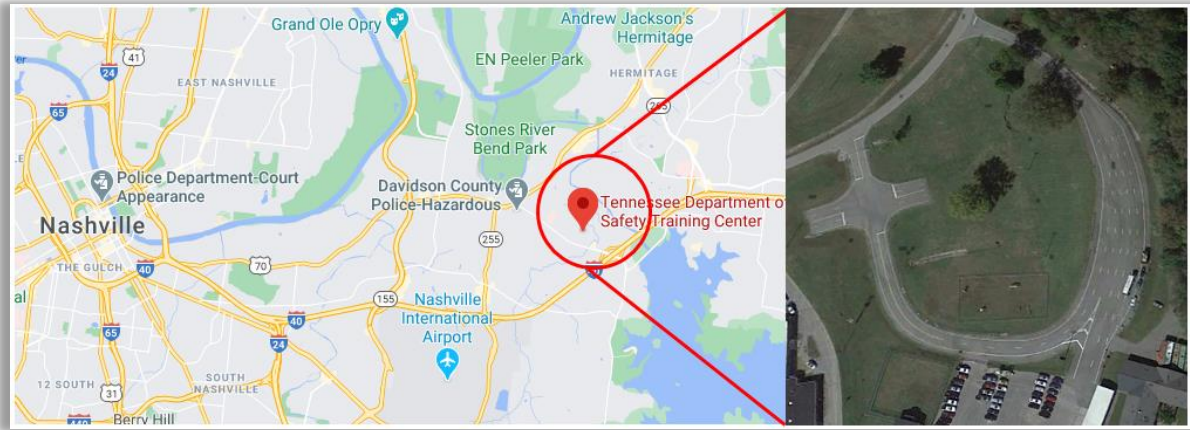 Grand Ole Opry
Andrew Jackson's
Hermitage
41
EN Peeler Park
24
HERMITAGE
EAST NASHVILLE
65
265
Stones River
Bend Park
Police Department-Court
Appearance
Davidson County
Police-Hazardous
Tennessee Department o
Safety Training Center
Nashville
255
THE GULCH
40
70
155
Nashville
International
Airport
40
65
24
12 SOUTH
31
SOUTH
NASHVILLE
Berry Hill